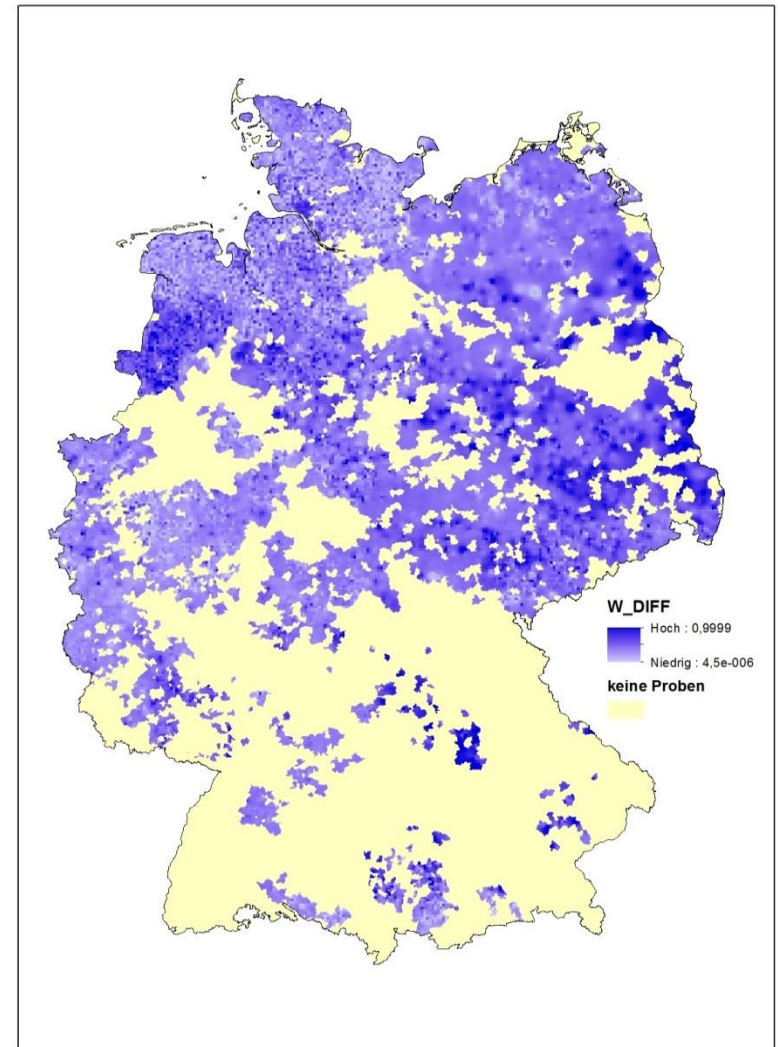 W_DIFF
Hoch : 0,9999
Niedrig : 4,5e-006
keine Proben